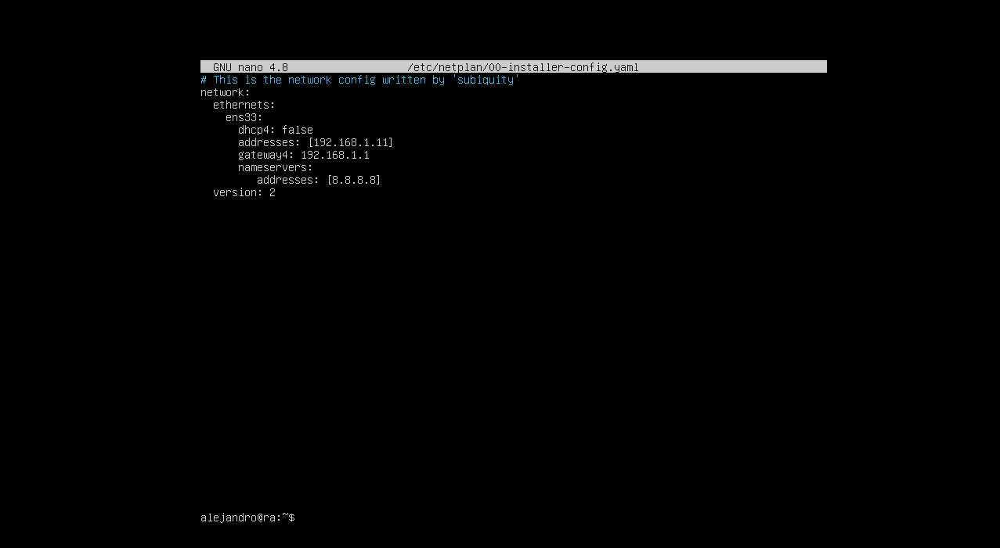 GNU nano 4.8 /etc/netplan/00-installer-config.yaml
# This is the network config written by 'subiquity'
network:
  ethernets:
    ens33:
      dhcp4: false
      addresses: [192.168.1.11]
      gateway4: 192.168.1.1
      nameservers:
         addresses: [8.8.8.8]
  version: 2
alejandro@ra:~$